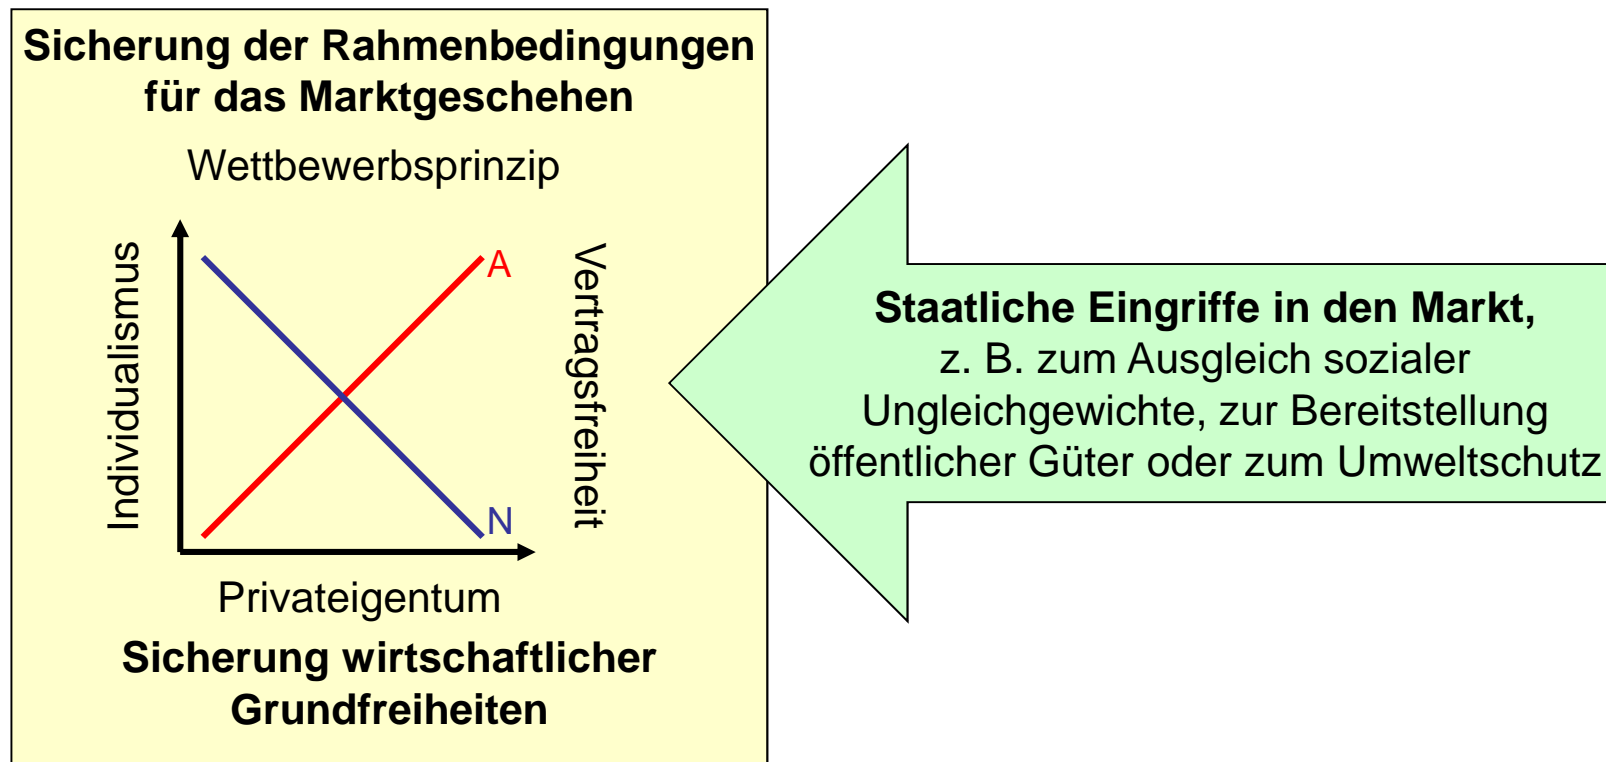 Sicherung der Rahmenbedingungen
für das Marktgeschehen
Wettbewerbsprinzip
Individualismus
A
N
Vertragsfreiheit
Privateigentum
Sicherung wirtschaftlicher
Grundfreiheiten
Staatliche Eingriffe in den Markt,
z. B. zum Ausgleich sozialer
Ungleichgewichte, zur Bereitstellung
öffentlicher Güter oder zum Umweltschutz